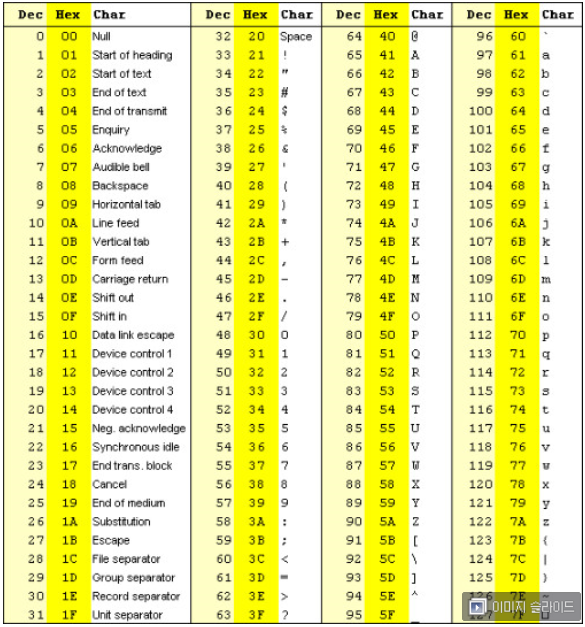 Dec Hex Char Dec Hex Char Dec Hex Char Dec Hex Char
0 00 Null 32 20 Space 64 40 @ 96 60 `
1 01 Start of heading 33 21 ! 65 41 A 97 61 a
2 02 Start of text 34 22 " 66 42 B 98 62 b
3 03 End of text 35 23 # 67 43 C 99 63 c
4 04 End of transmit 36 24 $ 68 44 D 100 64 d
5 05 Enquiry 37 25 % 69 45 E 101 65 e
6 06 Acknowledge 38 26 & 70 46 F 102 66 f
7 07 Audible bell 39 27 ' 71 47 G 103 67 g
8 08 Backspace 40 28 ( 72 48 H 104 68 h
9 09 Horizontal tab 41 29 ) 73 49 I 105 69 i
10 0A Line feed 42 2A * 74 4A J 106 6A j
11 0B Vertical tab 43 2B + 75 4B K 107 6B k
12 0C Form feed 44 2C , 76 4C L 108 6C l
13 0D Carriage return 45 2D - 77 4D M 109 6D m
14 0E Shift out 46 2E . 78 4E N 110 6E n
15 0F Shift in 47 2F / 79 4F O 111 6F o
16 10 Data link escape 48 30 0 80 50 P 112 70 p
17 11 Device control 1 49 31 1 81 51 Q 113 71 q
18 12 Device control 2 50 32 2 82 52 R 114 72 r
19 13 Device control 3 51 33 3 83 53 S 115 73 s
20 14 Device control 4 52 34 4 84 54 T 116 74 t
21 15 Neg. acknowledge 53 35 5 85 55 U 117 75 u
22 16 Synchronous idle 54 36 6 86 56 V 118 76 v
23 17 End trans. block 55 37 7 87 57 W 119 77 w
24 18 Cancel 56 38 8 88 58 X 120 78 x
25 19 End of medium 57 39 9 89 59 Y 121 79 y
26 1A Substitution 58 3A : 90 5A Z 122 7A z
27 1B Escape 59 3B ; 91 5B [ 123 7B {
28 1C File separator 60 3C < 92 5C \ 124 7C |
29 1D Group separator 61 3D = 93 5D ] 125 7D }
30 1E Record separator 62 3E > 94 5E ^ 126 7E ~
31 1F Unit separator 63 3F ? 95 5F _
이미지 슬라이드